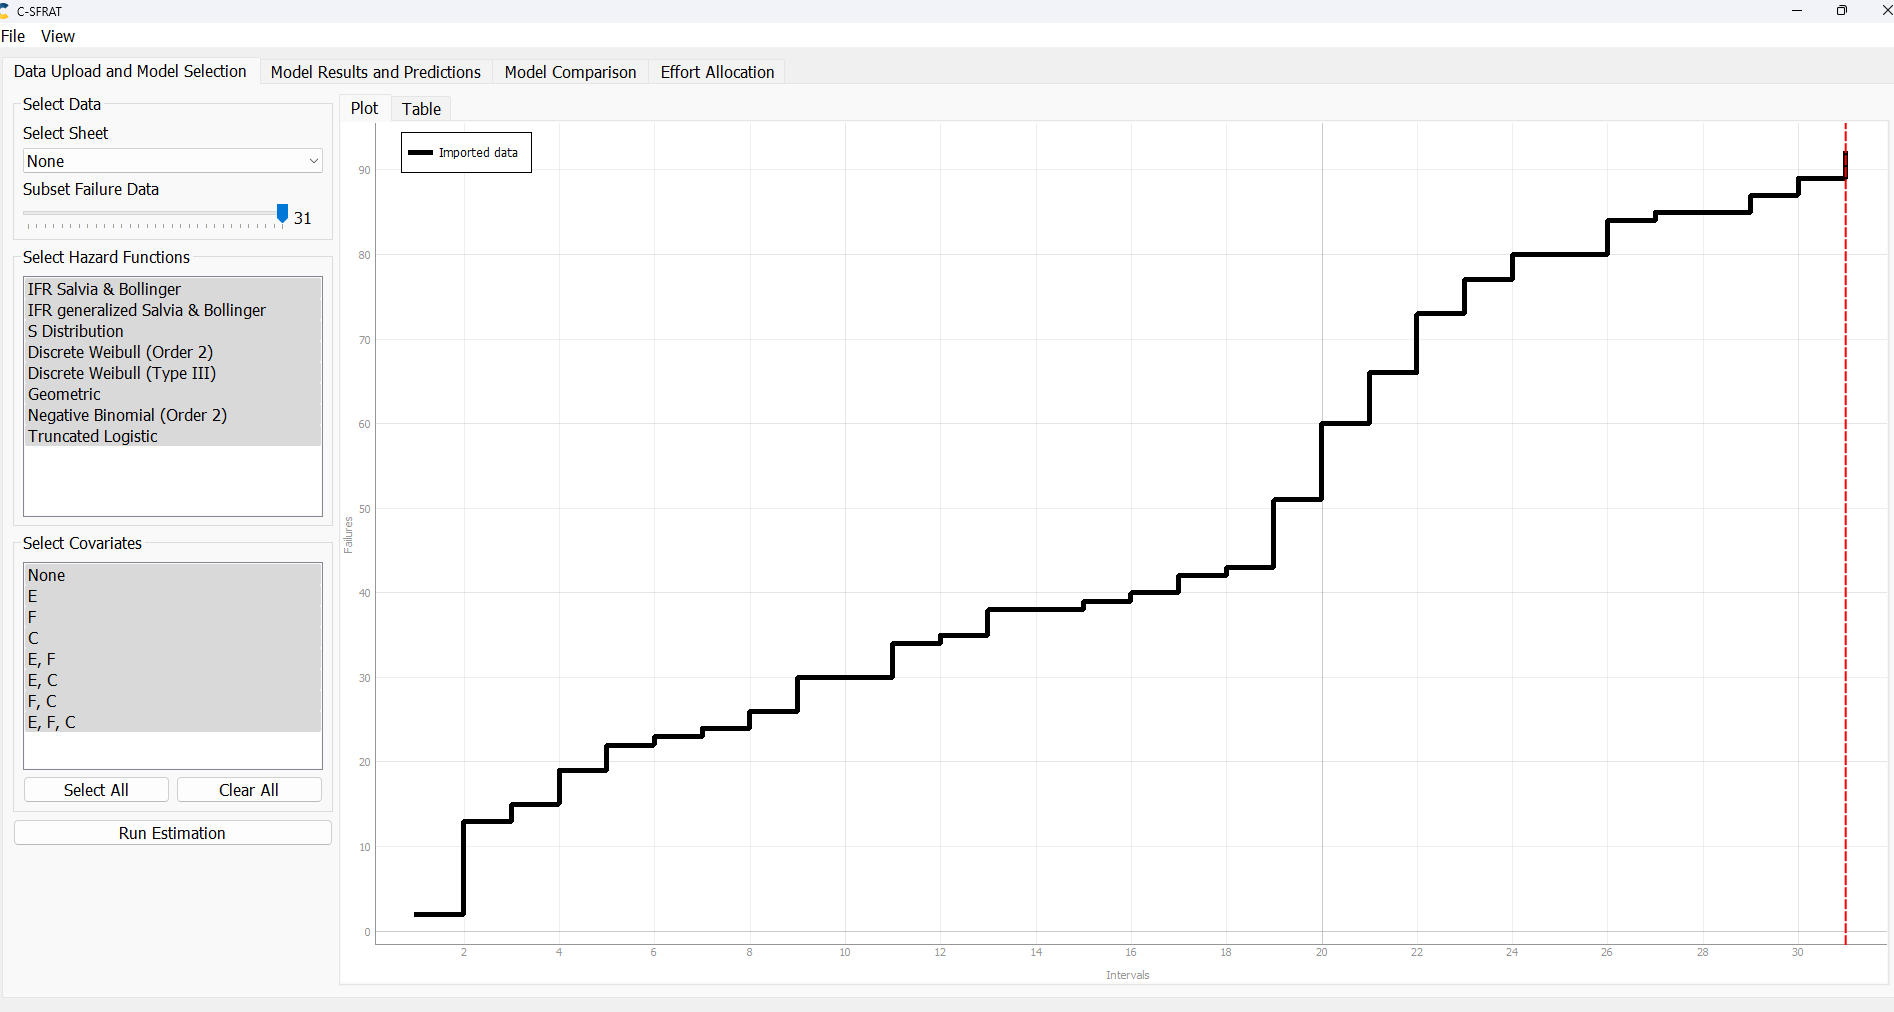 C-SFRAT
File View
Data Upload and Model Selection Model Results and Predictions Model Comparison Effort Allocation
Select Data
Select Sheet
None
Subset Failure Data
31
Select Hazard Functions
IFR Salvia & Bollinger
IFR generalized Salvia & Bollinger
S Distribution
Discrete Weibull (Order 2)
Discrete Weibull (Type III)
Geometric
Negative Binomial (Order 2)
Truncated Logistic
Select Covariates
None
E
F
C
E, F
E, C
F, C
E, F, C
Select All Clear All
Run Estimation
Plot Table
Imported data
90
80
70
60
50
40
30
20
10
0
Failures
2 4 6 8 10 12 14 16 18 20 22 24 26 28 30
Intervals